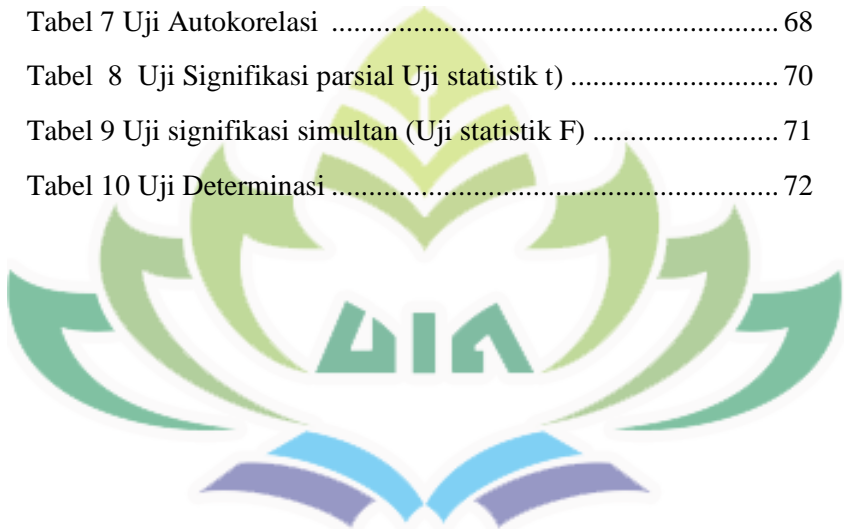 Tabel 7 Uji Autokorelasi ............................................................ 68
Tabel  8  Uji Signifikasi parsial Uji statistik t) ............................ 70
Tabel 9 Uji signifikasi simultan (Uji statistik F) ........................ 71
Tabel 10 Uji Determinasi ............................................................ 72
UIN